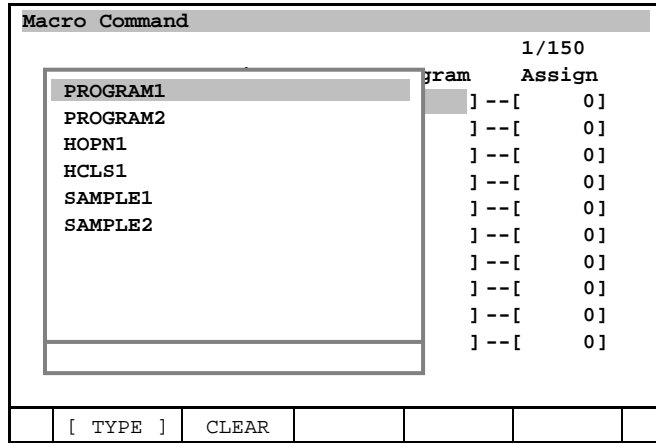 Macro Command
1/150
gram Assign
PROGRAM1
]--[ 0]
PROGRAM2
]--[ 0]
HOPN1
]--[ 0]
HCLS1
]--[ 0]
SAMPLE1
]--[ 0]
SAMPLE2
]--[ 0]
]--[ 0]
]--[ 0]
]--[ 0]
]--[ 0]
[ TYPE ] CLEAR